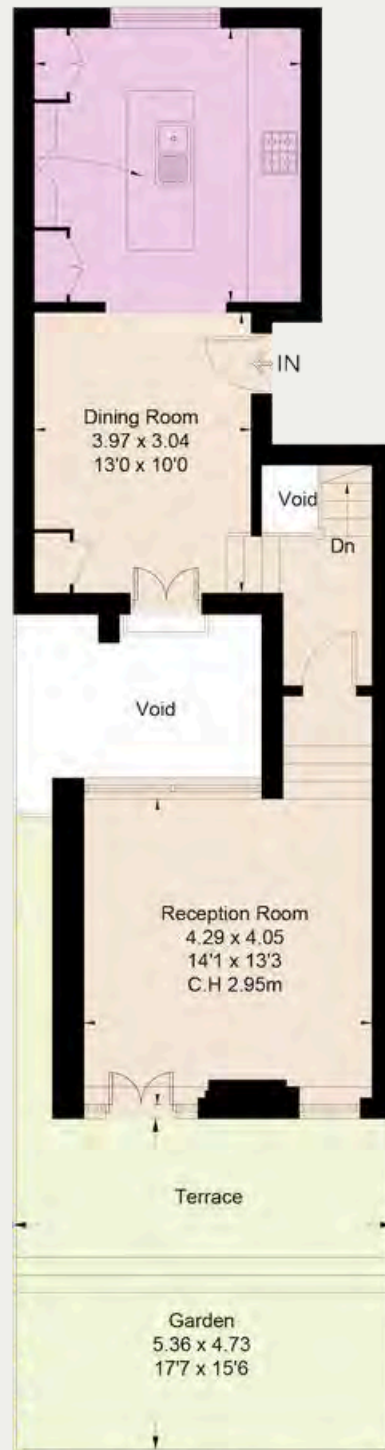 IN
Dining Room
3.97 x 3.04
13'0 x 10'0
Void
Dn
Void
Reception Room
4.29 x 4.05
14'1 x 13'3
C.H 2.95m
Terrace
Garden
5.36 x 4.73
17'7 x 15'6